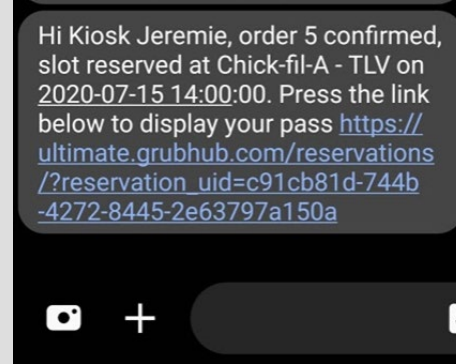 Hi Kiosk Jeremie, order 5 confirmed,
slot reserved at Chick-fil-A - TLV on
2020-07-15 14:00:00. Press the link
below to display your pass https://
ultimate.grubhub.com/reservations
/?reservation_uid=c91cb81d-744b
-4272-8445-2e63797a150a